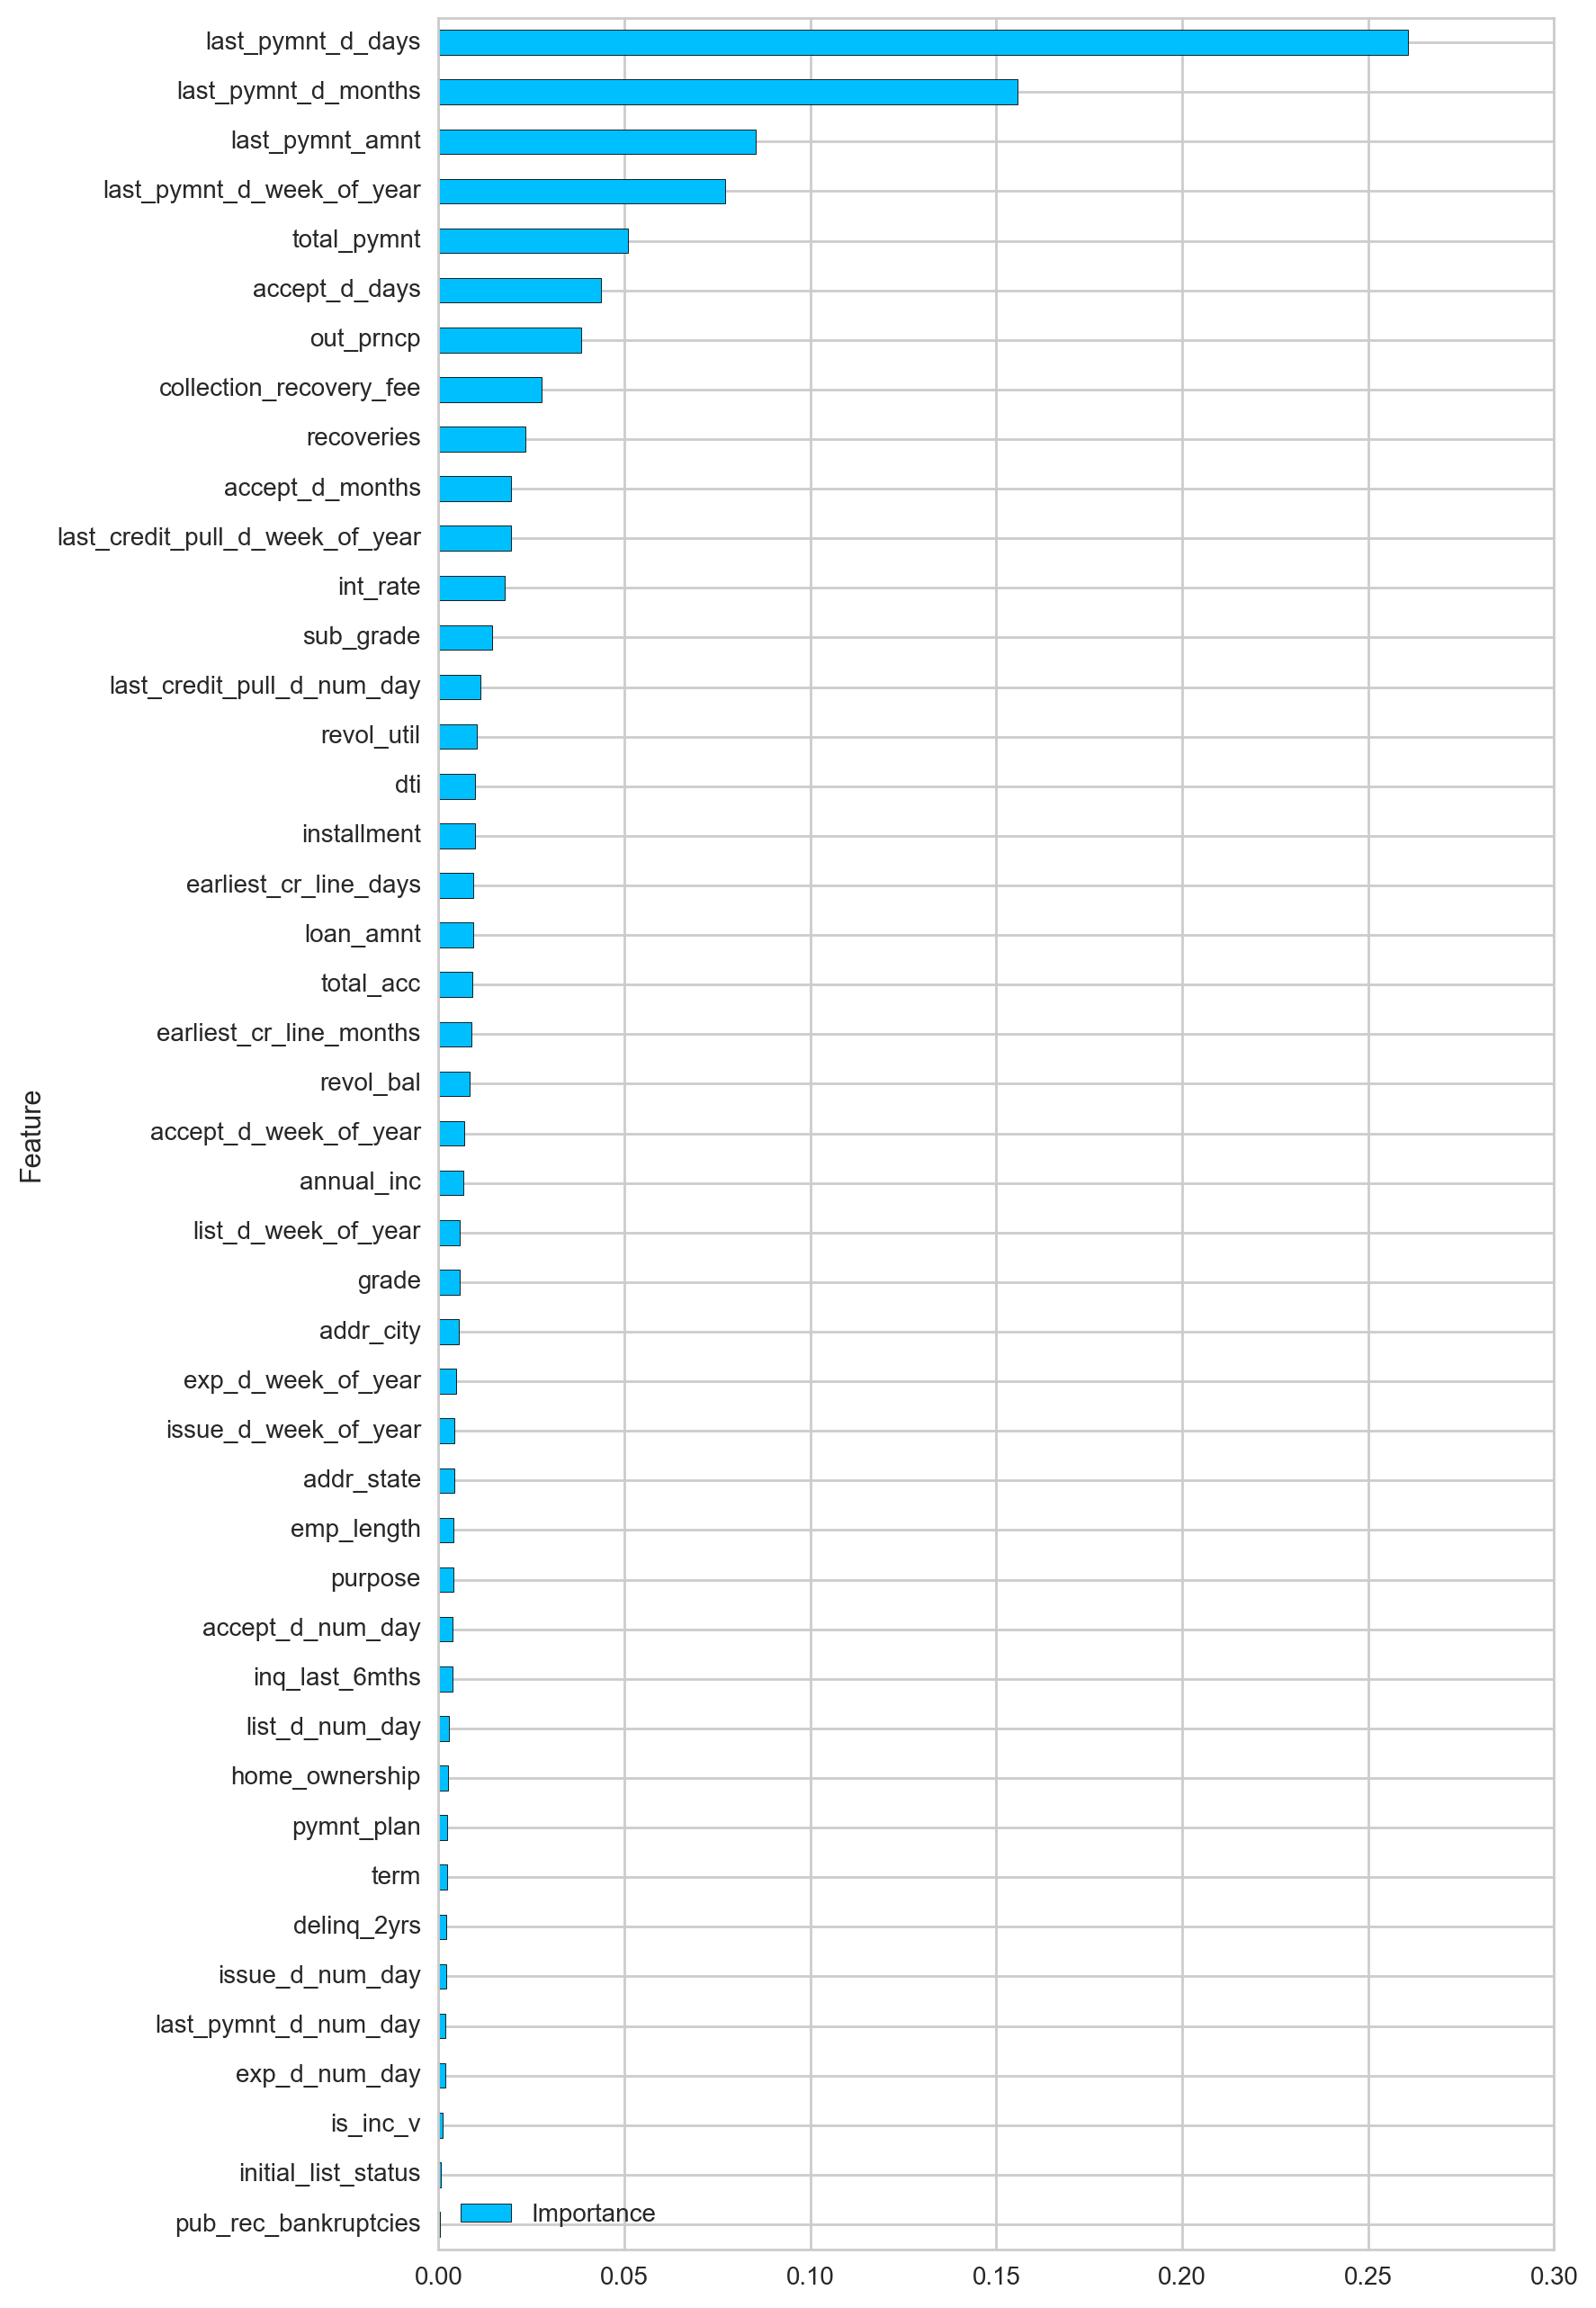 last_pymnt_d_days
last_pymnt_d_months
last_pymnt_amnt
last_pymnt_d_week_of_year
total_pymnt
accept_d_days
out_prncp
collection_recovery_fee
recoveries
accept_d_months
last_credit_pull_d_week_of_year
int_rate
sub_grade
last_credit_pull_d_num_day
revol_util
dti
installment
earliest_cr_line_days
loan_amnt
total_acc
earliest_cr_line_months
revol_bal
accept_d_week_of_year
annual_inc
list_d_week_of_year
grade
addr_city
exp_d_week_of_year
issue_d_week_of_year
addr_state
emp_length
purpose
accept_d_num_day
inq_last_6mths
list_d_num_day
home_ownership
pymnt_plan
term
delinq_2yrs
issue_d_num_day
last_pymnt_d_num_day
exp_d_num_day
is_inc_v
initial_list_status
pub_rec_bankruptcies
Feature
Importance
0.00 0.05 0.10 0.15 0.20 0.25 0.30